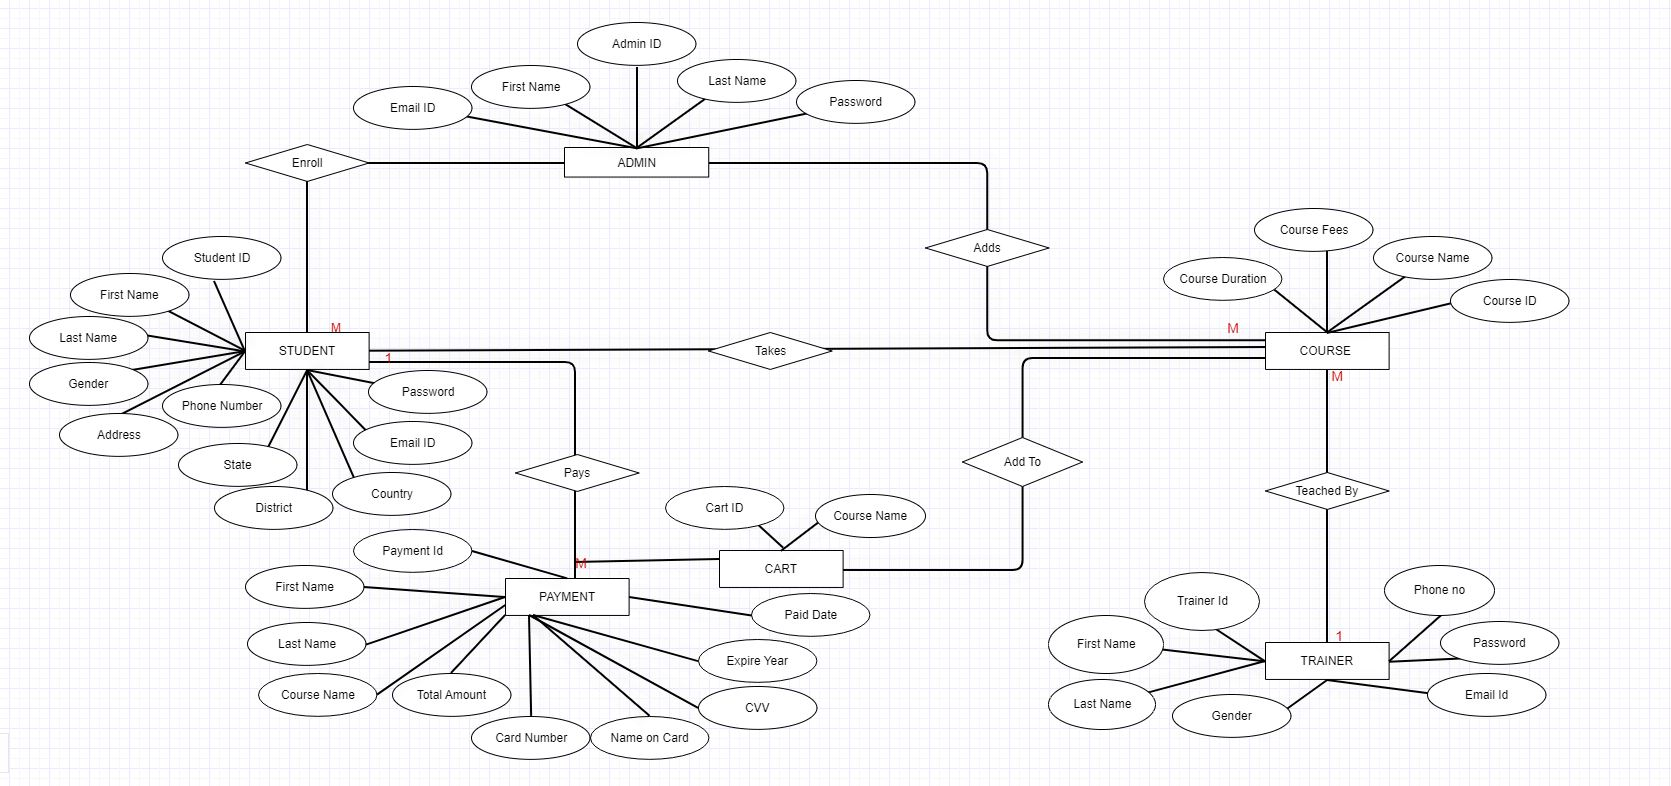 Admin ID
First Name
Last Name
Email ID
Password
Enroll
ADMIN
Adds
Course Fees
Course Name
Course Duration
Course ID
Student ID
First Name
Last Name
Gender
Address
Phone Number
STUDENT
M
1
Takes
M
COURSE
M
Password
Email ID
State
District
Country
Pays
Add To
Teached By
Cart ID
Course Name
CART
Payment Id
M
First Name
PAYMENT
Last Name
Course Name
Total Amount
Card Number
Name on Card
CVV
Expire Year
Paid Date
Trainer Id
Phone no
First Name
1
TRAINER
Password
Last Name
Gender
Email Id